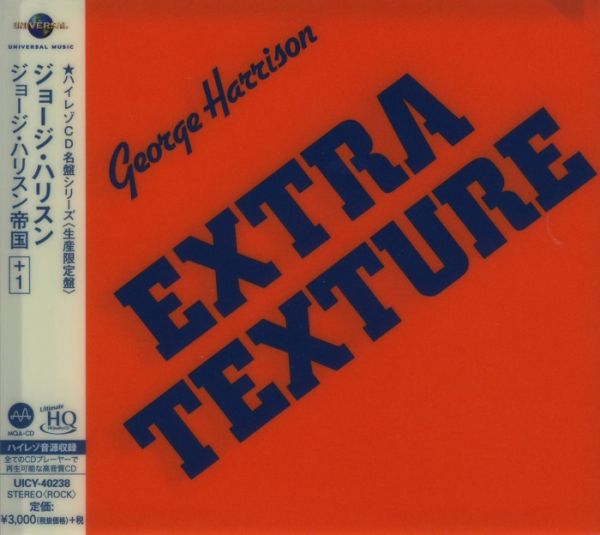 UNIVERSAL
UNIVERSAL MUSIC
★ハイレゾCD名盤シリーズ〈生産限定盤〉
ジョージ・ハリスン
ジョージ・ハリスン帝国
+1
MQA-CD
Ultimate
HQ
ハイレゾ音源収録
全てのCDプレーヤーで
再生可能な高音質CD
UICY-40238
STEREO〈ROCK〉
定価:
¥3,000(税抜価格)+税
George Harrison
EXTRA
TEXTURE